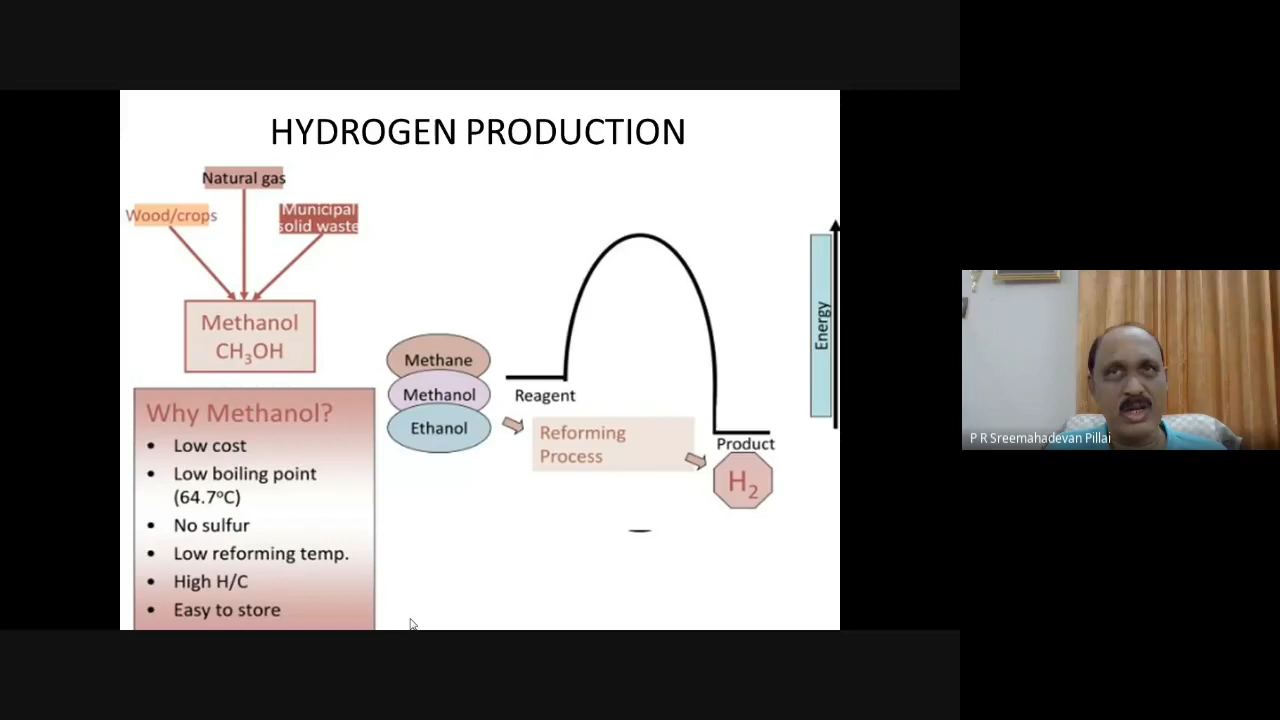 HYDROGEN PRODUCTION
Natural gas
Wood/crops
Municipal
solid waste
Methanol
CH₃OH
Why Methanol?
• Low cost
• Low boiling point
(64.7°C)
• No sulfur
• Low reforming temp.
• High H/C
• Easy to store
Methane
Methanol
Ethanol
Reagent
Reforming
Process
Product
H₂
Energy
P R Sreemahadevan Pillai